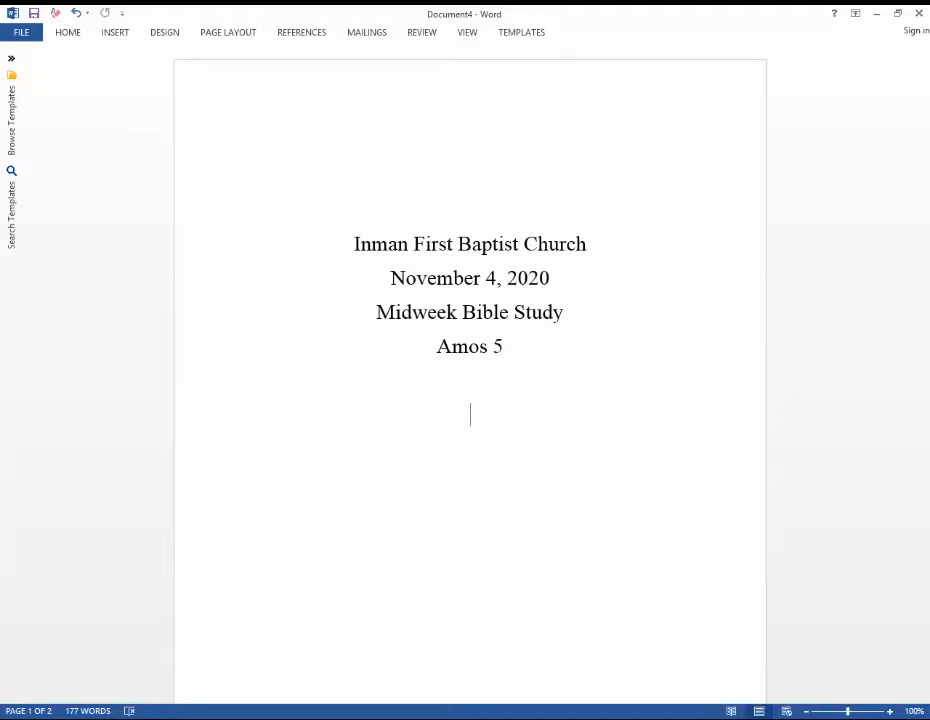 Document4 - Word
?
Sign in
FILE HOME INSERT DESIGN PAGE LAYOUT REFERENCES MAILINGS REVIEW VIEW TEMPLATES
Browse Templates
Search Templates
Inman First Baptist Church
November 4, 2020
Midweek Bible Study
Amos 5
PAGE 1 OF 2 177 WORDS 100%